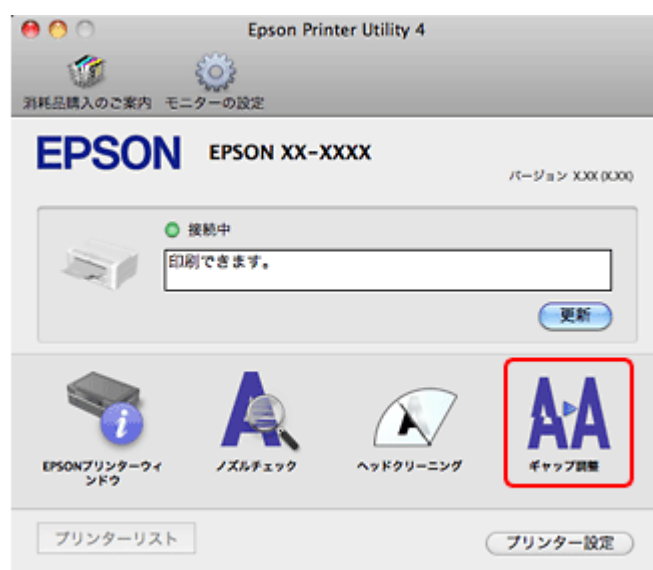 Epson Printer Utility 4
消耗品購入のご案内 モニターの設定
EPSON EPSON XX-XXXX
バージョン X.XX (X.XX)
接続中
印刷できます。
更新
EPSONプリンターウィ
ンドウ
ノズルチェック
ヘッドクリーニング
ギャップ調整
プリンターリスト
プリンター設定